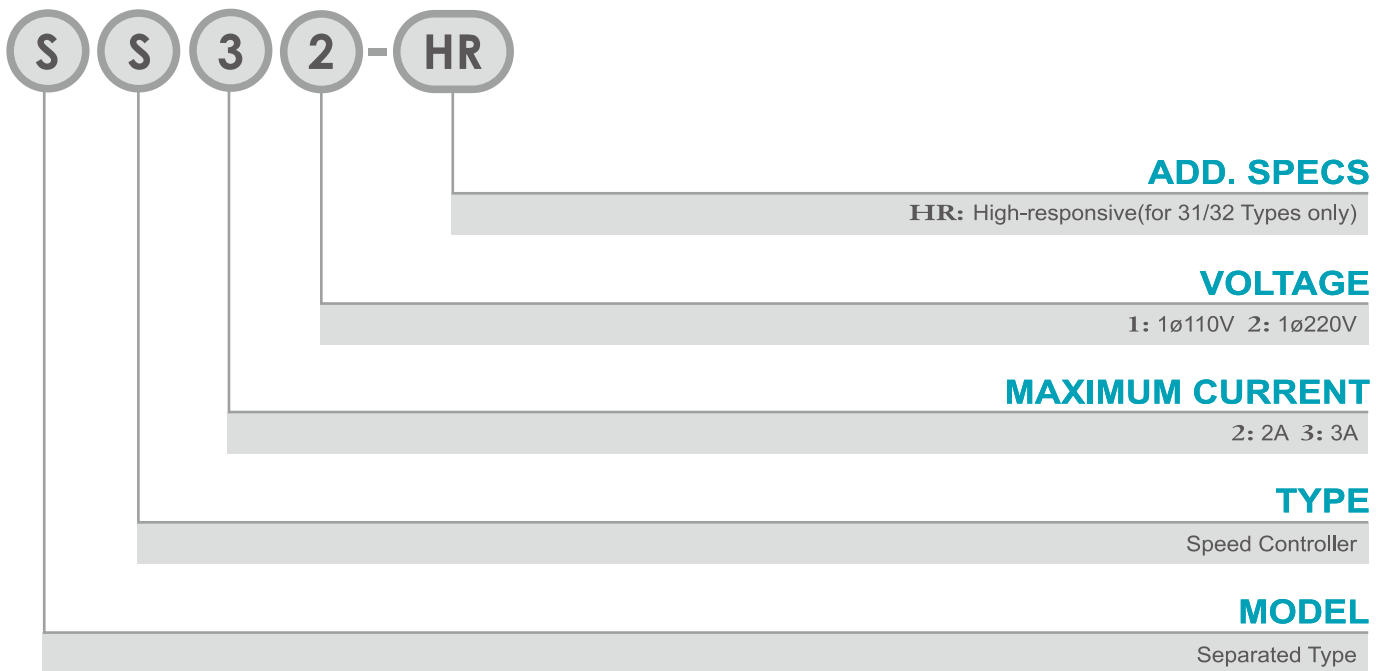 S S 3 2 - HR
ADD. SPECS
HR: High-responsive(for 31/32 Types only)
VOLTAGE
1: 1ø110V 2: 1ø220V
MAXIMUM CURRENT
2: 2A 3: 3A
TYPE
Speed Controller
MODEL
Separated Type